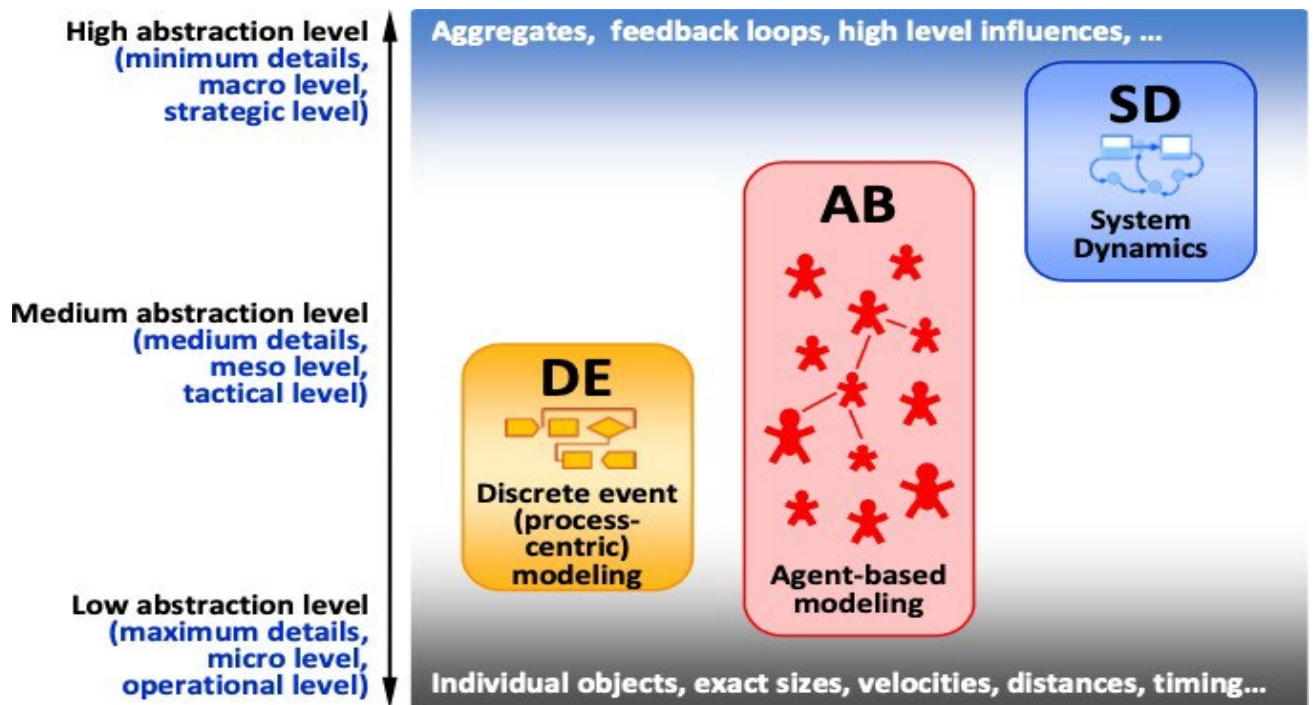 High abstraction level
(minimum details,
macro level,
strategic level)
Medium abstraction level
(medium details,
meso level,
tactical level)
Low abstraction level
(maximum details,
micro level,
operational level)
Aggregates, feedback loops, high level influences, ...
DE
Discrete event
(process-
centric)
modeling
AB
Agent-based
modeling
SD
System
Dynamics
Individual objects, exact sizes, velocities, distances, timing...